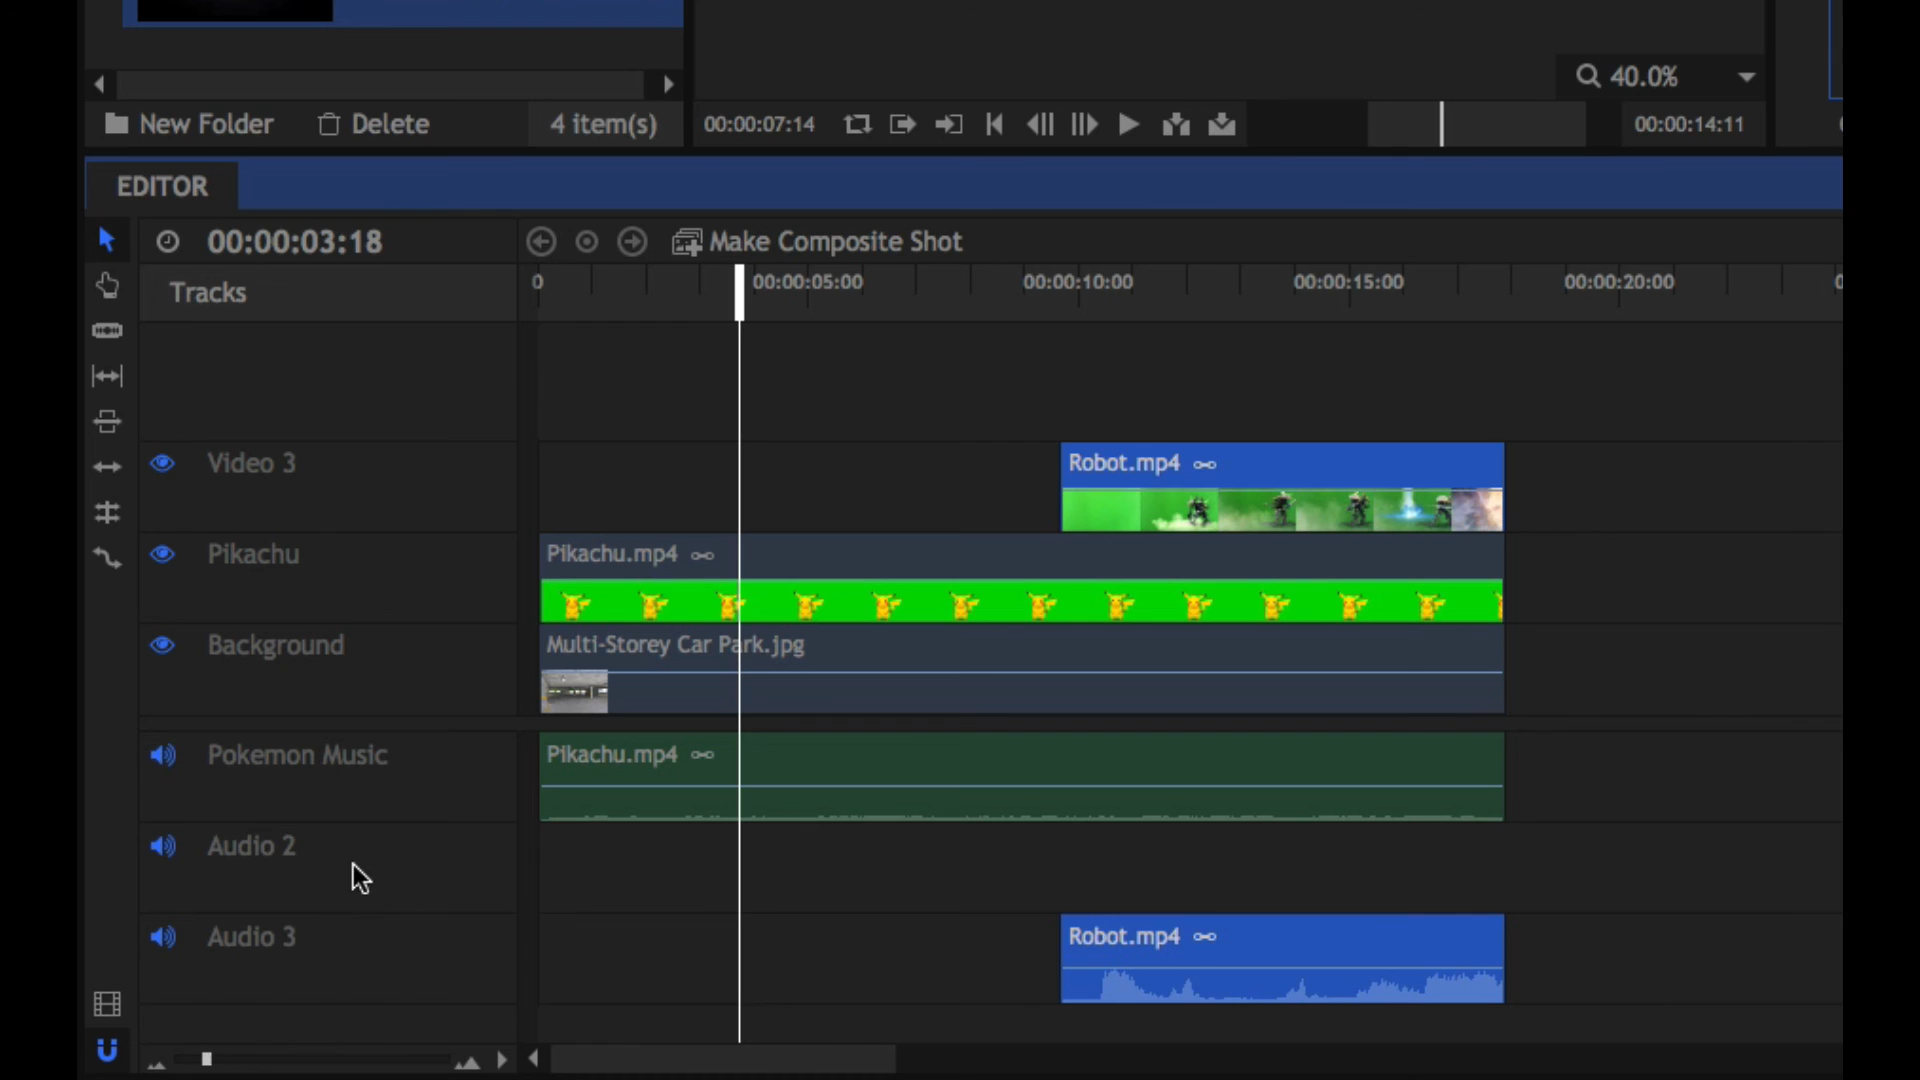 40.0%
New Folder Delete 4 item(s) 00:00:07:14 00:00:14:11
EDITOR
00:00:03:18 Make Composite Shot
Tracks 0 00:00:05:00 00:00:10:00 00:00:15:00 00:00:20:00
Video 3 Robot.mp4
Pikachu Pikachu.mp4
Background Multi-Storey Car Park.jpg
Pokemon Music Pikachu.mp4
Audio 2
Audio 3 Robot.mp4